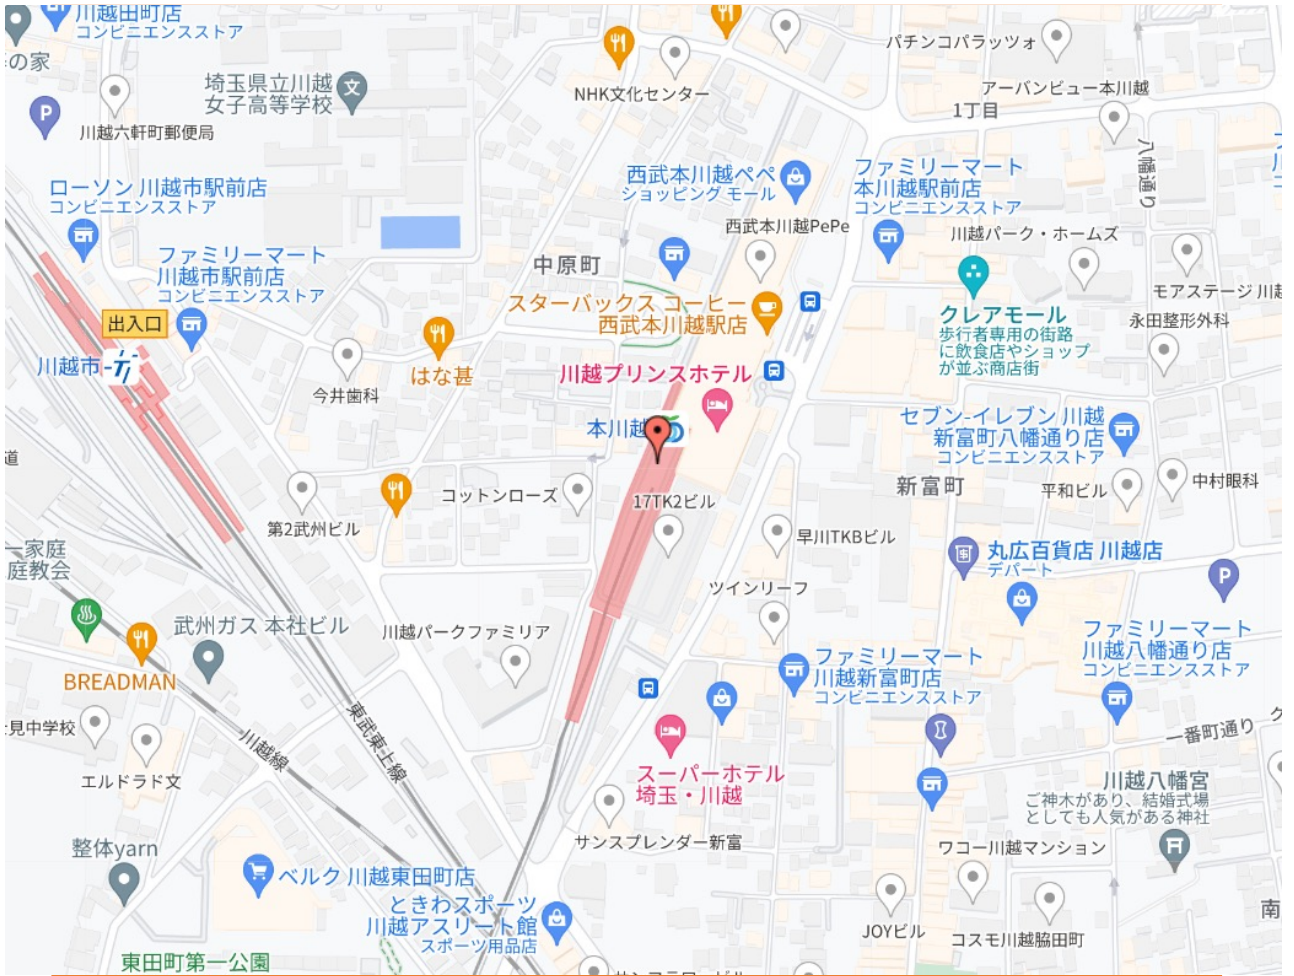 川越田町店
コンビニエンスストア
の家
埼玉県立川越
女子高等学校
文
NHK文化センター
パチンコパラッツォ
アーバンビュー本川越
1丁目
P
川越六軒町郵便局
八幡通り
ローソン 川越市駅前店
コンビニエンスストア
西武本川越ペペ
ショッピング モール
ファミリーマート
本川越駅前店
コンビニエンスストア
西武本川越PePe
川越パーク・ホームズ
ファミリーマート
川越市駅前店
コンビニエンスストア
中原町
モアステージ 川越
スターバックス コーヒー
西武本川越駅店
クレアモール
歩行者専用の街路
に飲食店やショップ
が並ぶ商店街
永田整形外科
出入口
川越市
はな甚
今井歯科
川越プリンスホテル
本川越
セブン-イレブン 川越
新富町八幡通り店
コンビニエンスストア
道
コットンローズ
17TK2ビル
新富町
平和ビル
中村眼科
第2武州ビル
早川TKBビル
一家庭
庭教会
丸広百貨店 川越店
デパート
P
ツインリーフ
武州ガス 本社ビル
川越パークファミリア
ファミリーマート
川越八幡通り店
コンビニエンスストア
BREADMAN
ファミリーマート
川越新富町店
コンビニエンスストア
見中学校
川越線
東武東上線
一番町通り
エルドラド文
スーパーホテル
埼玉・川越
川越八幡宮
ご神木があり、結婚式場
としても人気がある神社
サンスプレンダー新富
整体yarn
ワコー川越マンション
ベルク 川越東田町店
ときわスポーツ
川越アスリート館
スポーツ用品店
JOYビル
コスモ川越脇田町
南
東田町第一公園